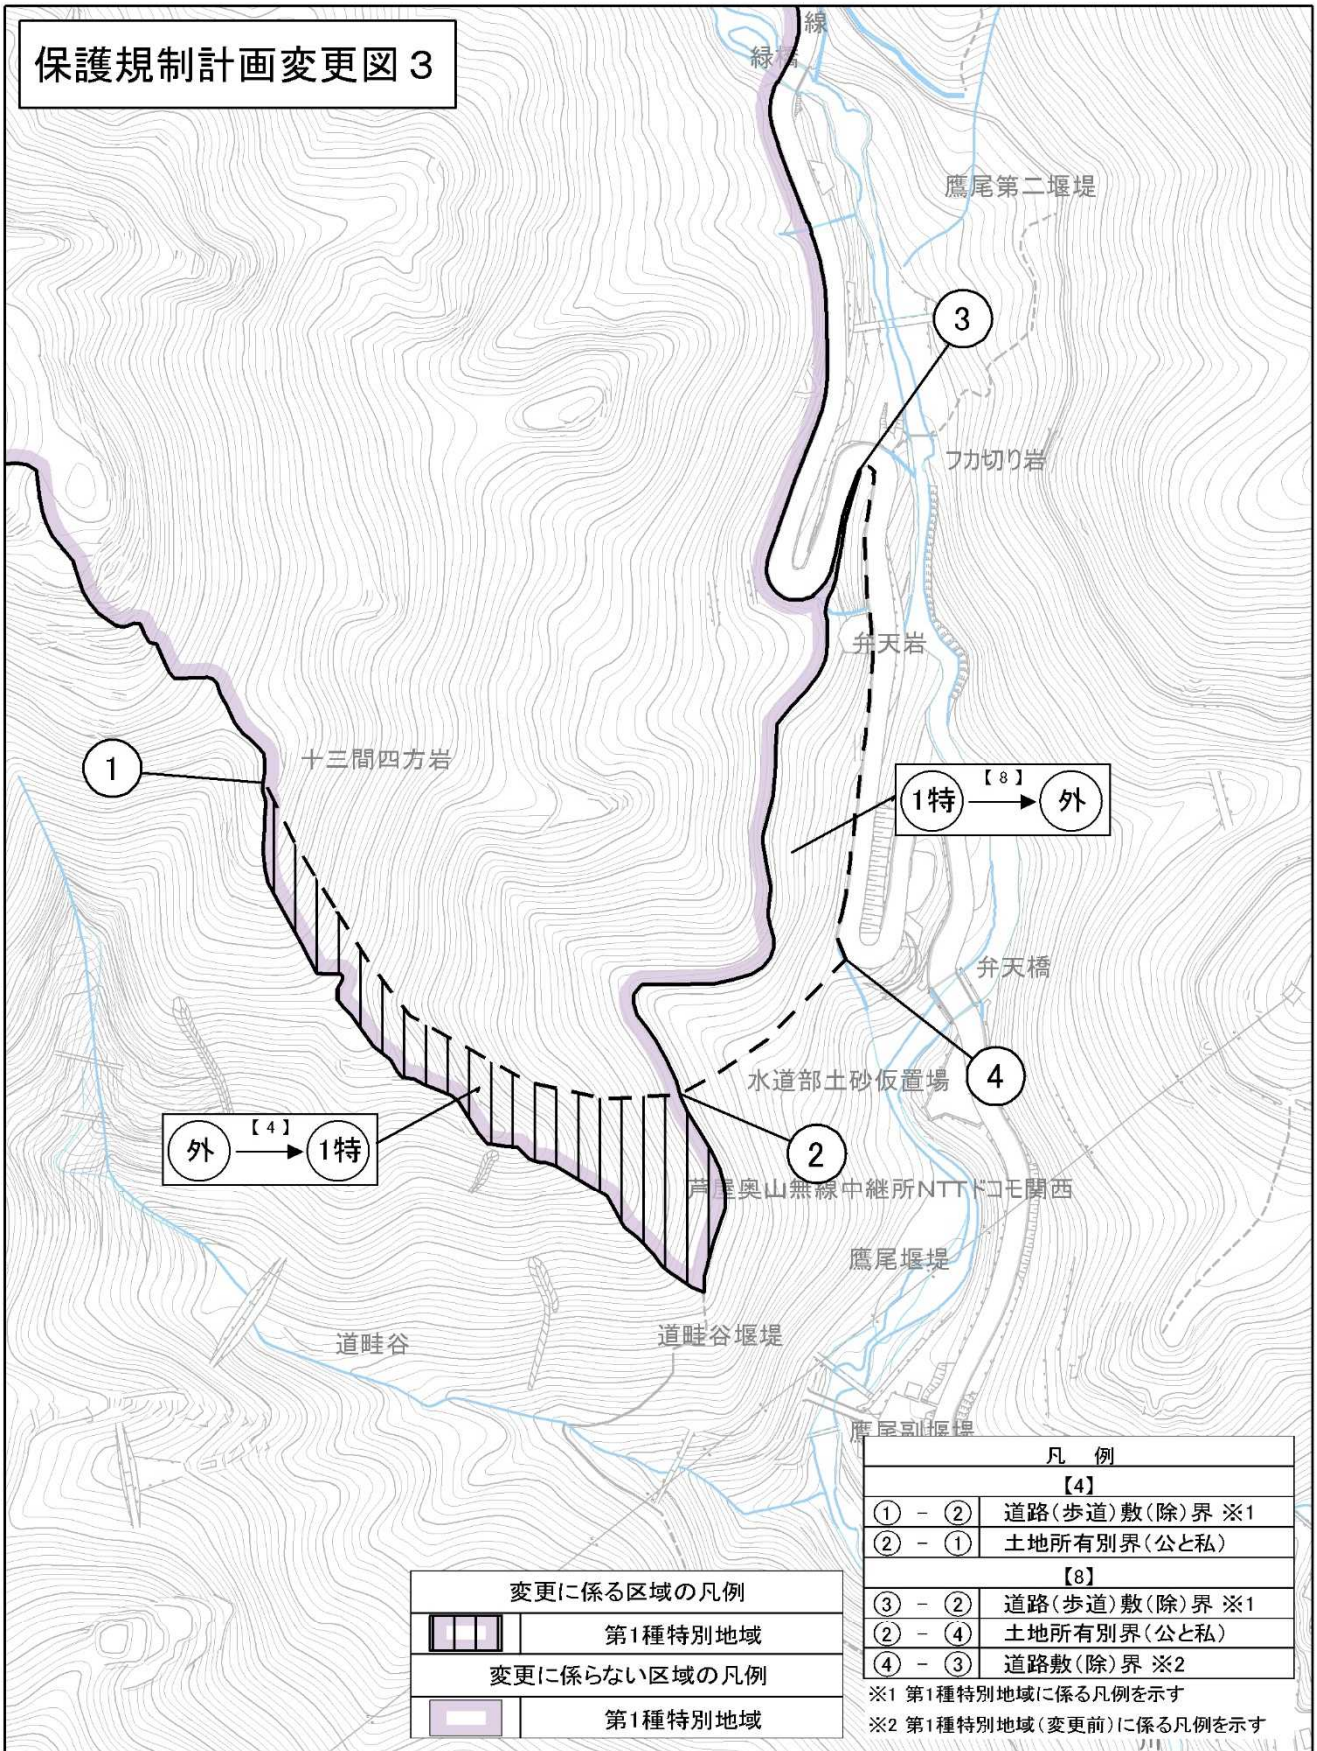 保護規制計画変更図3
線
緑橋
鷹尾第二堰堤
3
フカ切り岩
弁天岩
十三間四方岩
1
【8】
1特 → 外
弁天橋
水道部土砂仮置場
4
【4】
外 → 1特
2
芦屋奥山無線中継所NTTドコモ関西
鷹尾堰堤
道畦谷
道畦谷堰堤
鷹尾副堰堤
凡 例
【4】
① - ② 道路(歩道)敷(除)界 ※1
② - ① 土地所有別界(公と私)
【8】
③ - ② 道路(歩道)敷(除)界 ※1
② - ④ 土地所有別界(公と私)
④ - ③ 道路敷(除)界 ※2
※1 第1種特別地域に係る凡例を示す
※2 第1種特別地域(変更前)に係る凡例を示す
変更に係る区域の凡例
第1種特別地域
変更に係らない区域の凡例
第1種特別地域